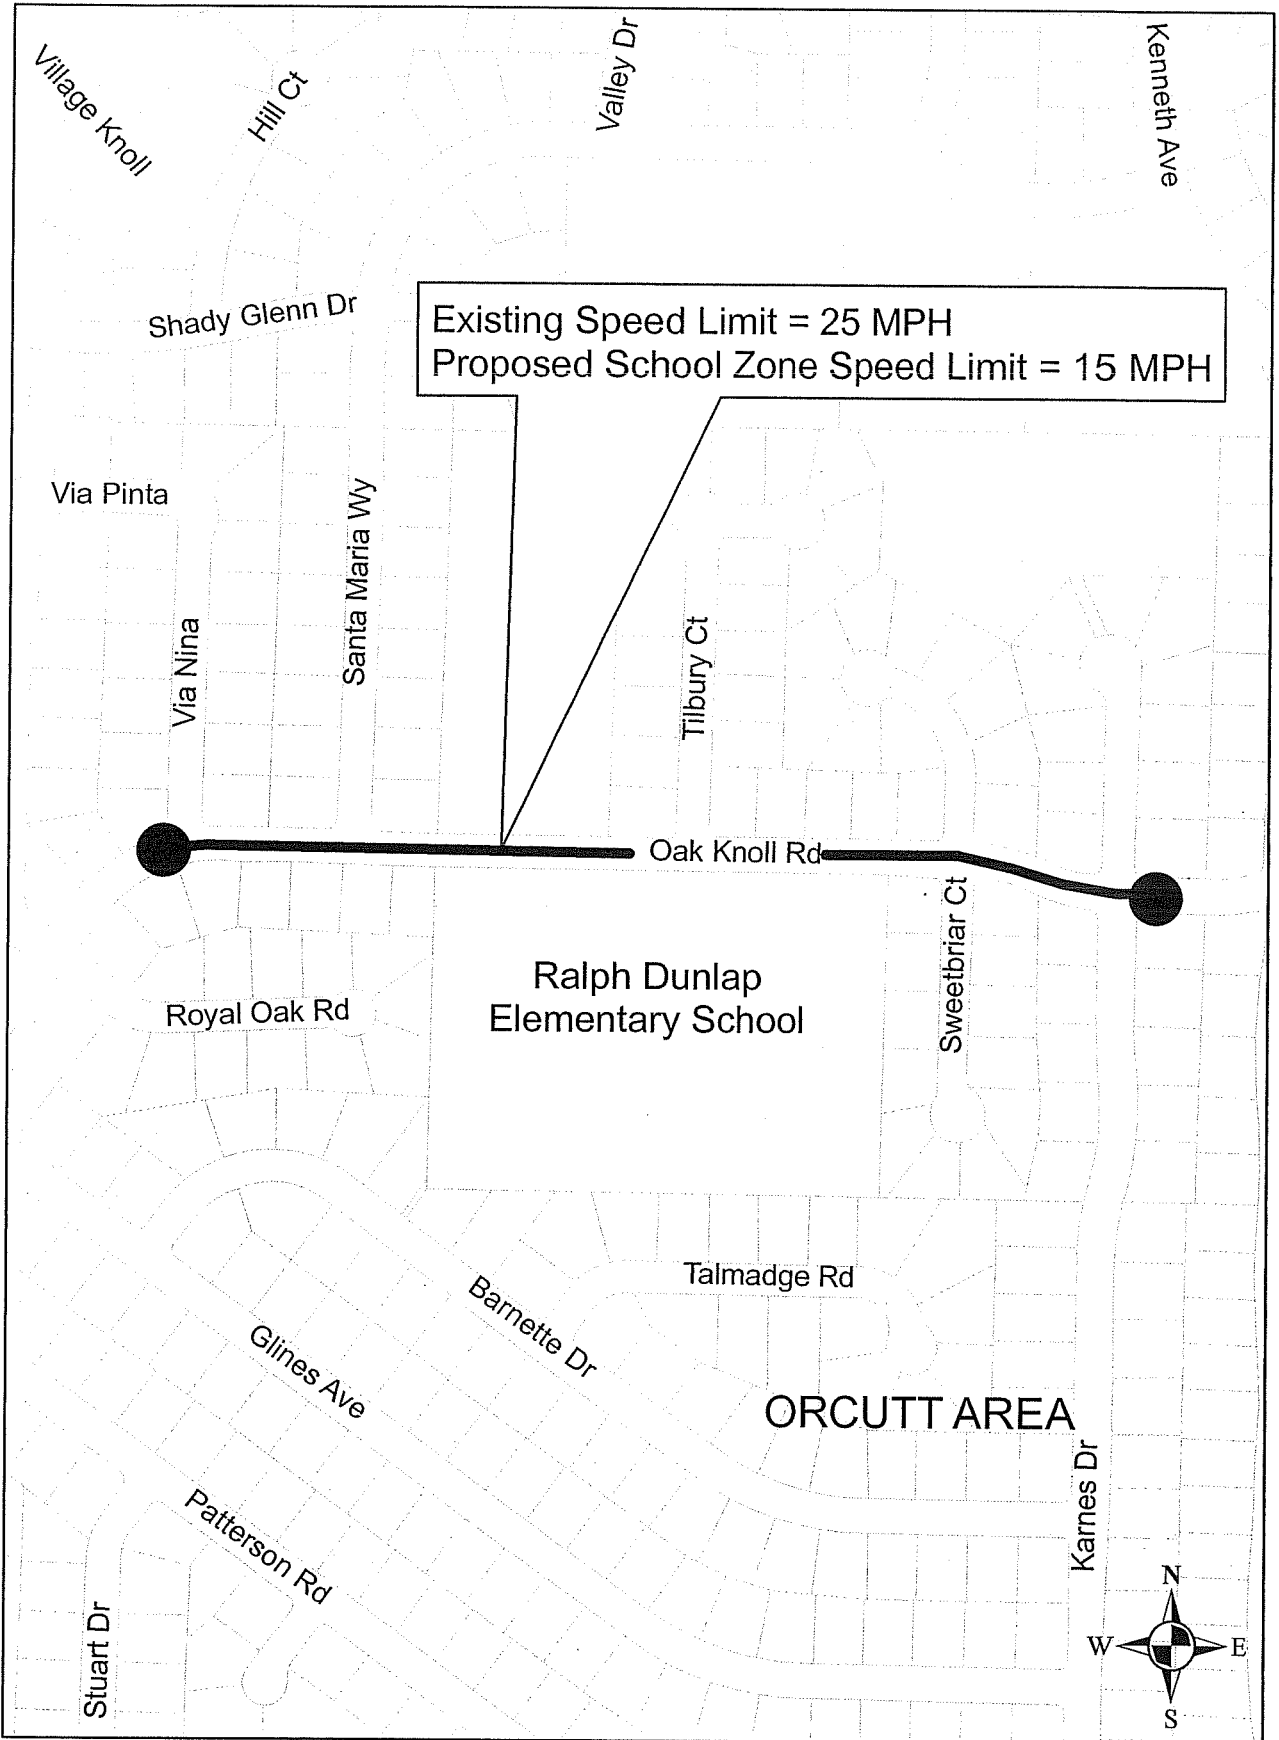 Village Knoll
Hill Ct
Valley Dr
Kenneth Ave
Shady Glenn Dr
Existing Speed Limit = 25 MPH
Proposed School Zone Speed Limit = 15 MPH
Via Pinta
Santa Maria Wy
Via Nina
Tilbury Ct
Oak Knoll Rd
Sweetbriar Ct
Ralph Dunlap
Elementary School
Royal Oak Rd
Talmadge Rd
Barnette Dr
Glines Ave
ORCUTT AREA
Karnes Dr
Patterson Rd
Stuart Dr
N
W
E
S